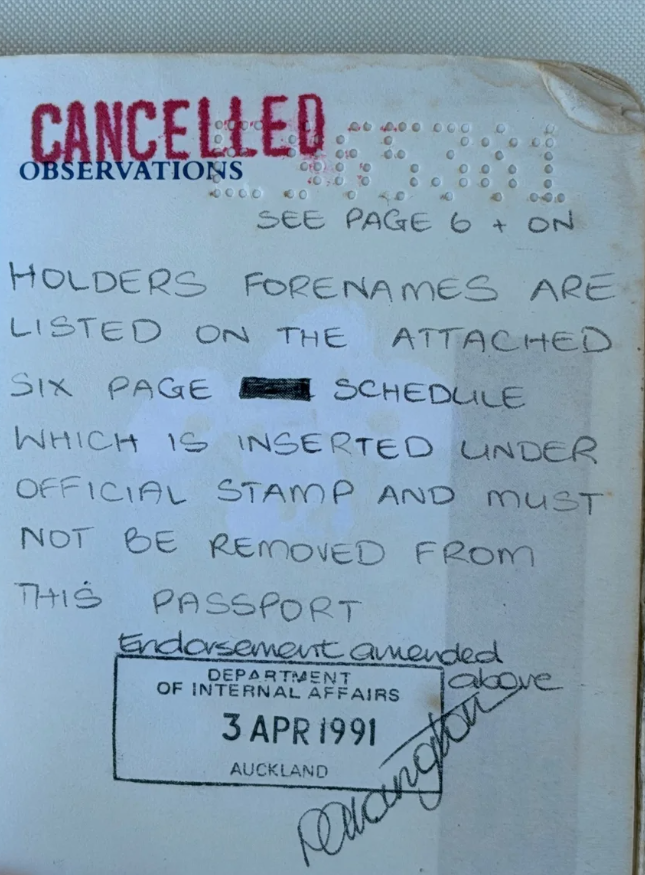 CANCELLED
OBSERVATIONS
SEE PAGE 6 + ON
HOLDERS FORENAMES ARE
LISTED ON THE ATTACHED
SIX PAGE SCHEDULE
WHICH IS INSERTED UNDER
OFFICIAL STAMP AND MUST
NOT BE REMOVED FROM
THIS PASSPORT
Endorsement amended
above
DEPARTMENT
OF INTERNAL AFFAIRS
3 APR 1991
AUCKLAND